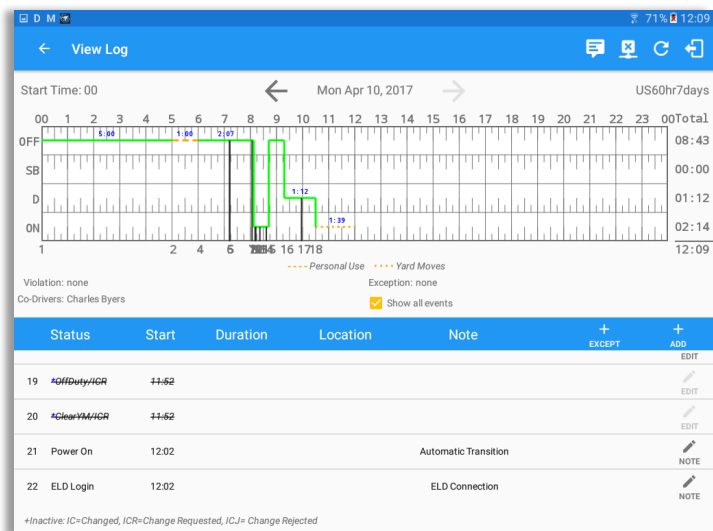 71% 12:09
View Log
Start Time: 00 Mon Apr 10, 2017 US60hr7days
00 1 2 3 4 5 6 7 8 9 10 11 12 13 14 15 16 17 18 19 20 21 22 23 00 Total
OFF 5:00 1:00 2:07 08:43
SB 00:00
D 1:12 01:12
ON 1:39 02:14
1 2 4 16 17 18 12:09
Personal Use Yard Moves
Violation: none Exception: none
Co-Drivers: Charles Byers Show all events
Status Start Duration Location Note + EXCEPT + ADD
EDIT
19 *OffDuty/ICR 11:52 EDIT
20 *ClearYM/ICR 11:52 EDIT
21 Power On 12:02 Automatic Transition NOTE
22 ELD Login 12:02 ELD Connection NOTE
+Inactive: IC=Changed, ICR=Change Requested, ICJ= Change Rejected